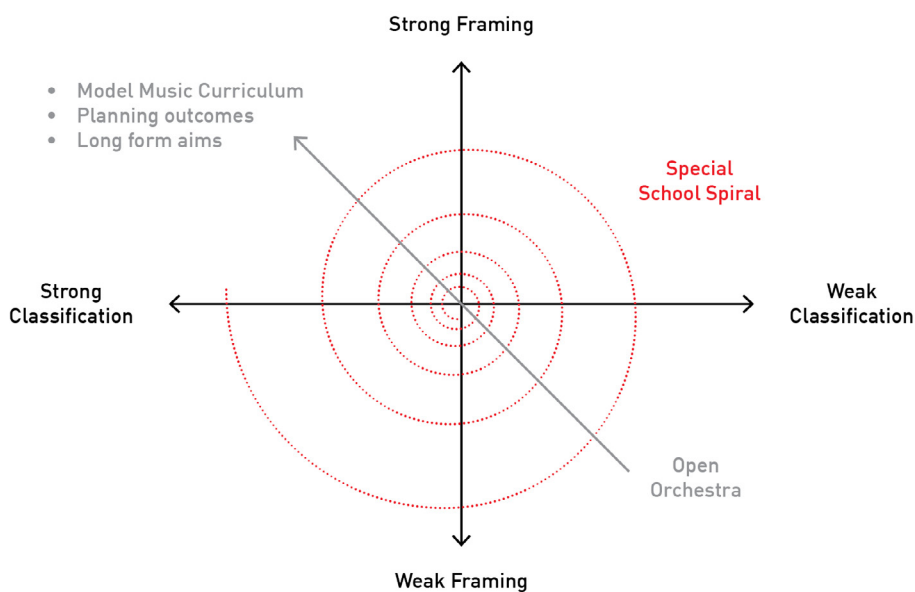 Strong Framing
• Model Music Curriculum
• Planning outcomes
• Long form aims
Special
School Spiral
Strong
Classification
Weak
Classification
Open
Orchestra
Weak Framing